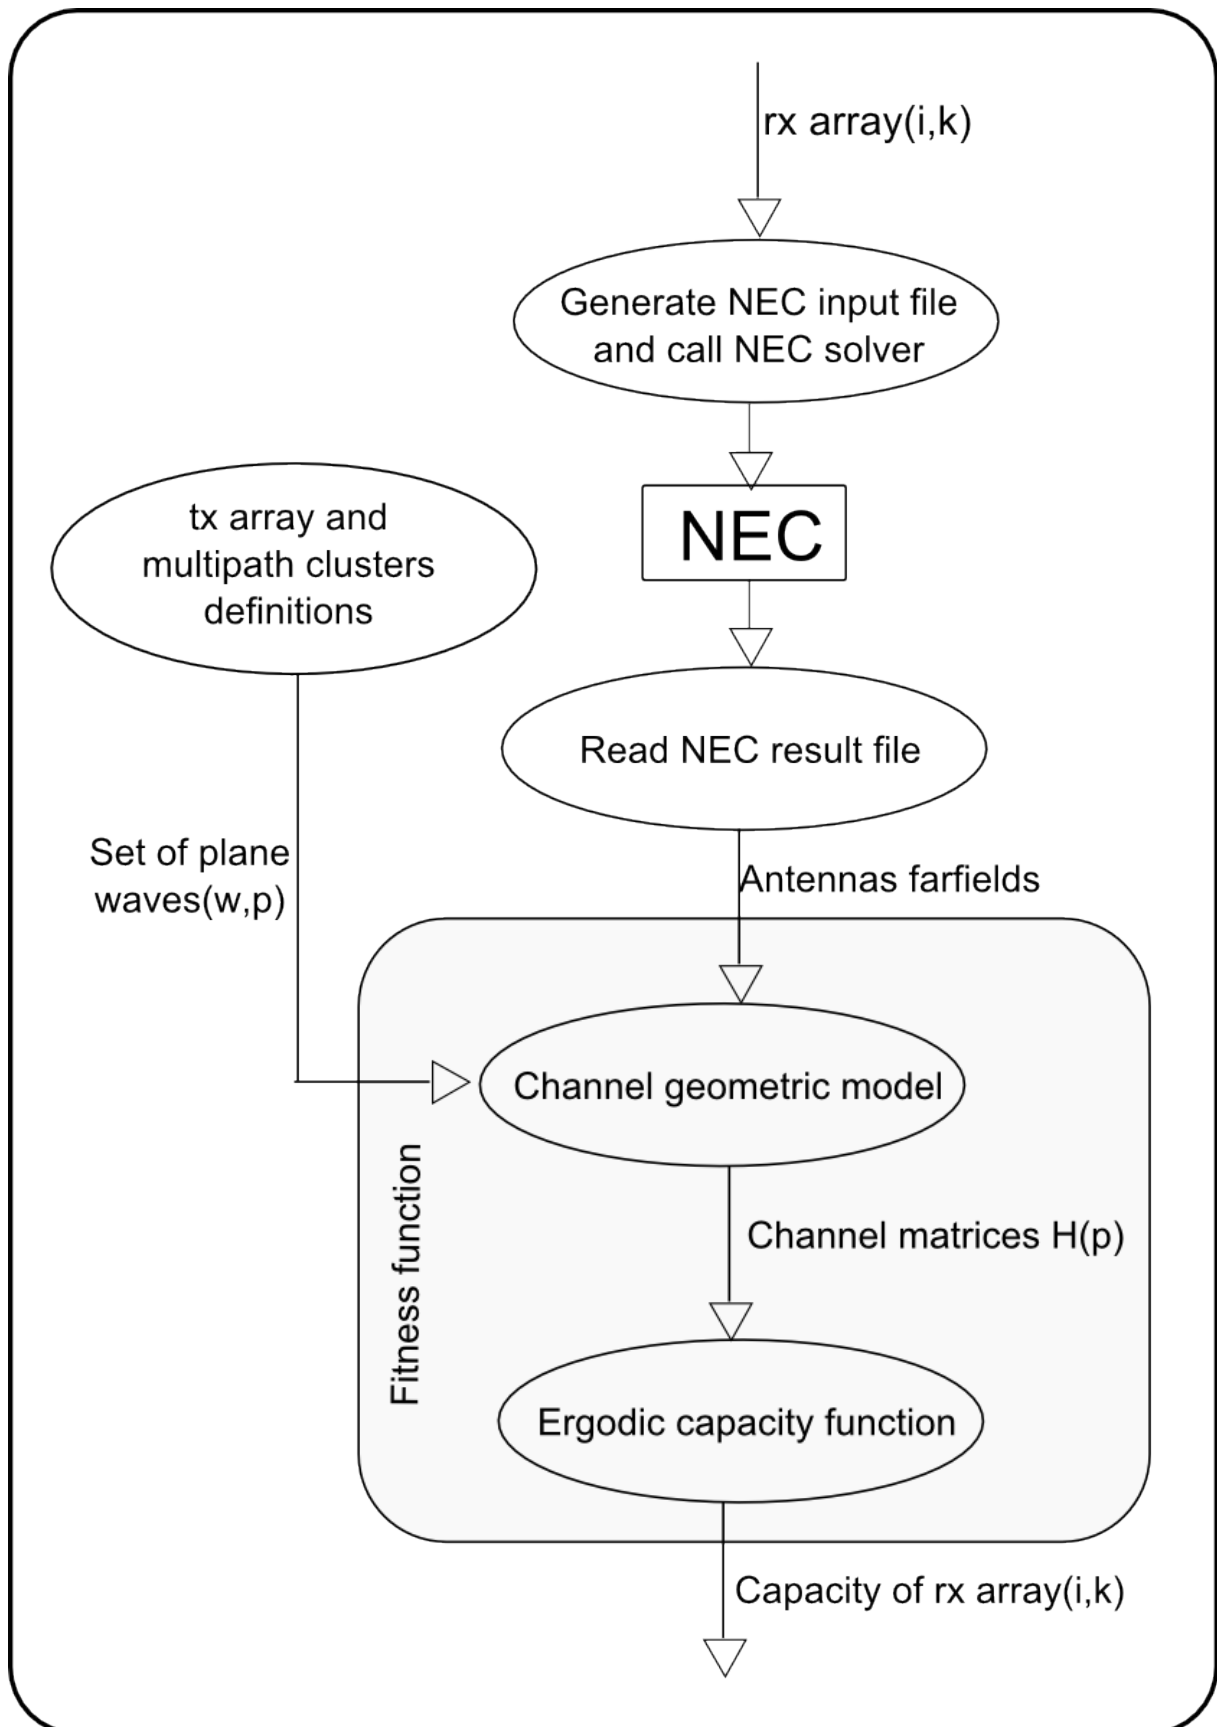 rx array(i,k)
Generate NEC input file
and call NEC solver
NEC
tx array and
multipath clusters
definitions
Read NEC result file
Set of plane
waves(w,p)
Antennas farfields
Channel geometric model
Fitness function
Channel matrices H(p)
Ergodic capacity function
Capacity of rx array(i,k)